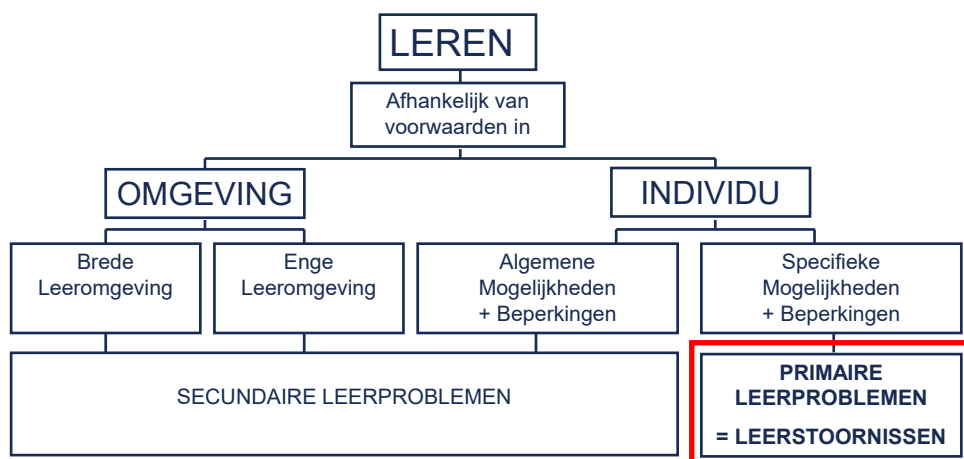 LEREN
Afhankelijk van
voorwaarden in
OMGEVING
INDIVIDU
Brede
Leeromgeving
Enge
Leeromgeving
Algemene
Mogelijkheden
+ Beperkingen
Specifieke
Mogelijkheden
+ Beperkingen
SECUNDAIRE LEERPROBLEMEN
PRIMAIRE
LEERPROBLEMEN
= LEERSTOORNISSEN